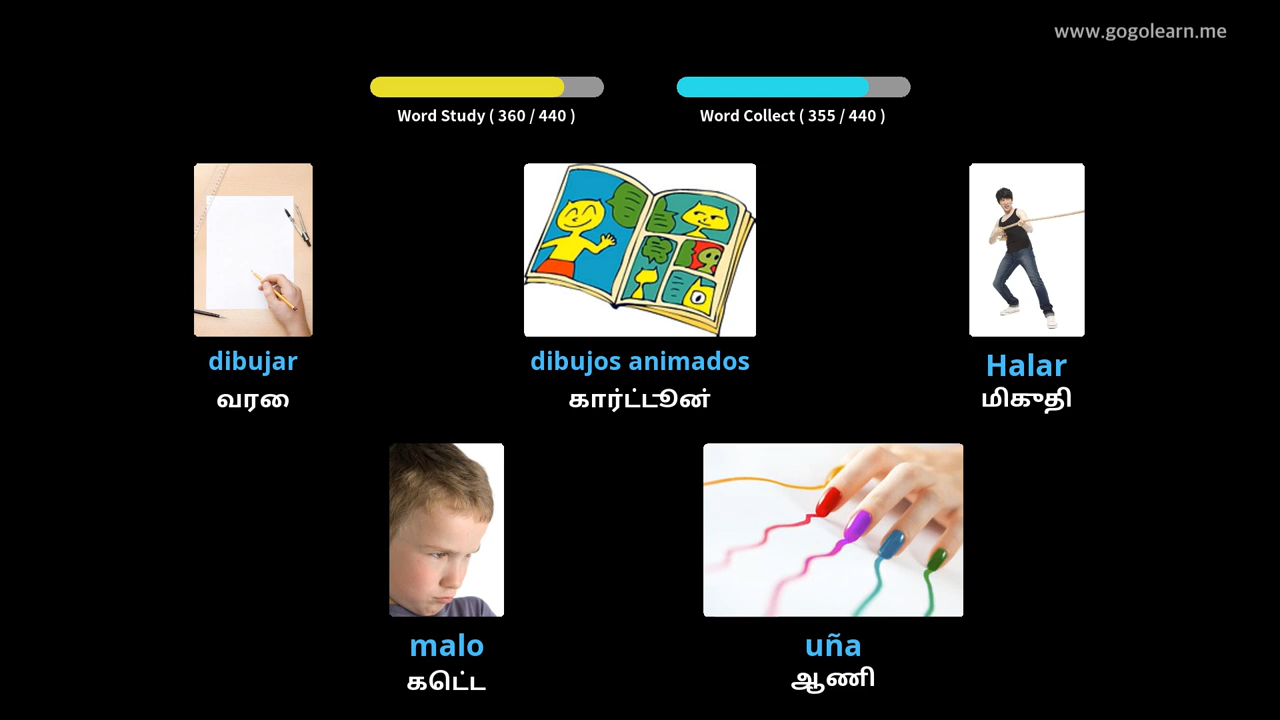 www.gogolearn.me
Word Study ( 360 / 440 )
Word Collect ( 355 / 440 )
dibujar
வரை
dibujos animados
கார்ட்டூன்
Halar
மிகுதி
malo
கெட்ட
uña
ஆணி